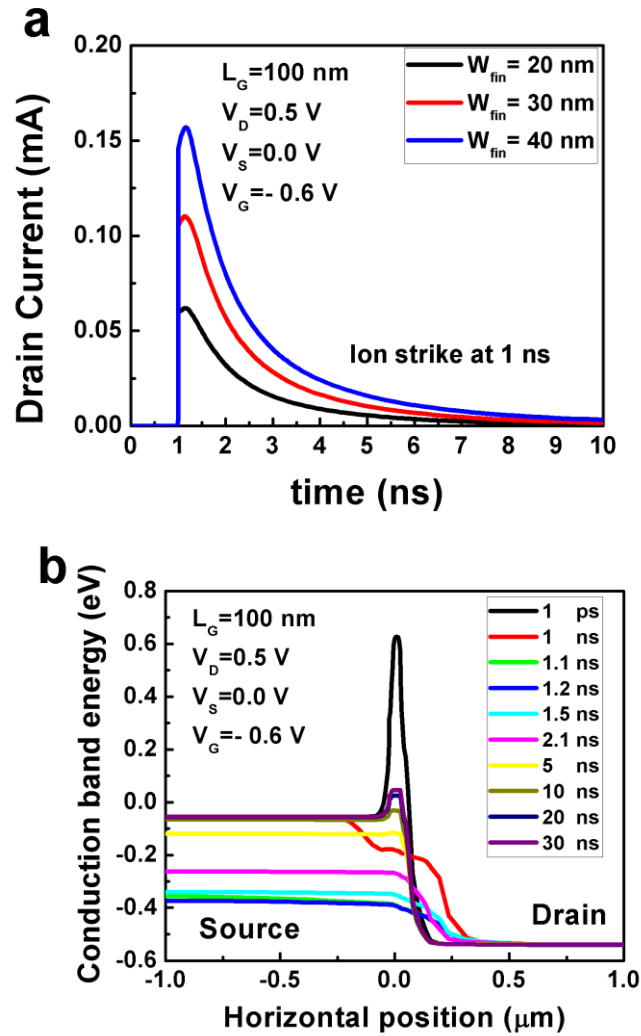 a
Drain Current (mA)
0.20
0.15
0.10
0.05
0.00
L_G=100 nm
V_D=0.5 V
V_S=0.0 V
V_G=- 0.6 V
W_fin= 20 nm
W_fin= 30 nm
W_fin= 40 nm
Ion strike at 1 ns
0 1 2 3 4 5 6 7 8 9 10
time (ns)
b
Conduction band energy (eV)
0.8
0.6
0.4
0.2
0.0
-0.2
-0.4
-0.6
L_G=100 nm
V_D=0.5 V
V_S=0.0 V
V_G=- 0.6 V
1 ps
1 ns
1.1 ns
1.2 ns
1.5 ns
2.1 ns
5 ns
10 ns
20 ns
30 ns
Source
Drain
-1.0 -0.5 0.0 0.5 1.0
Horizontal position (μm)